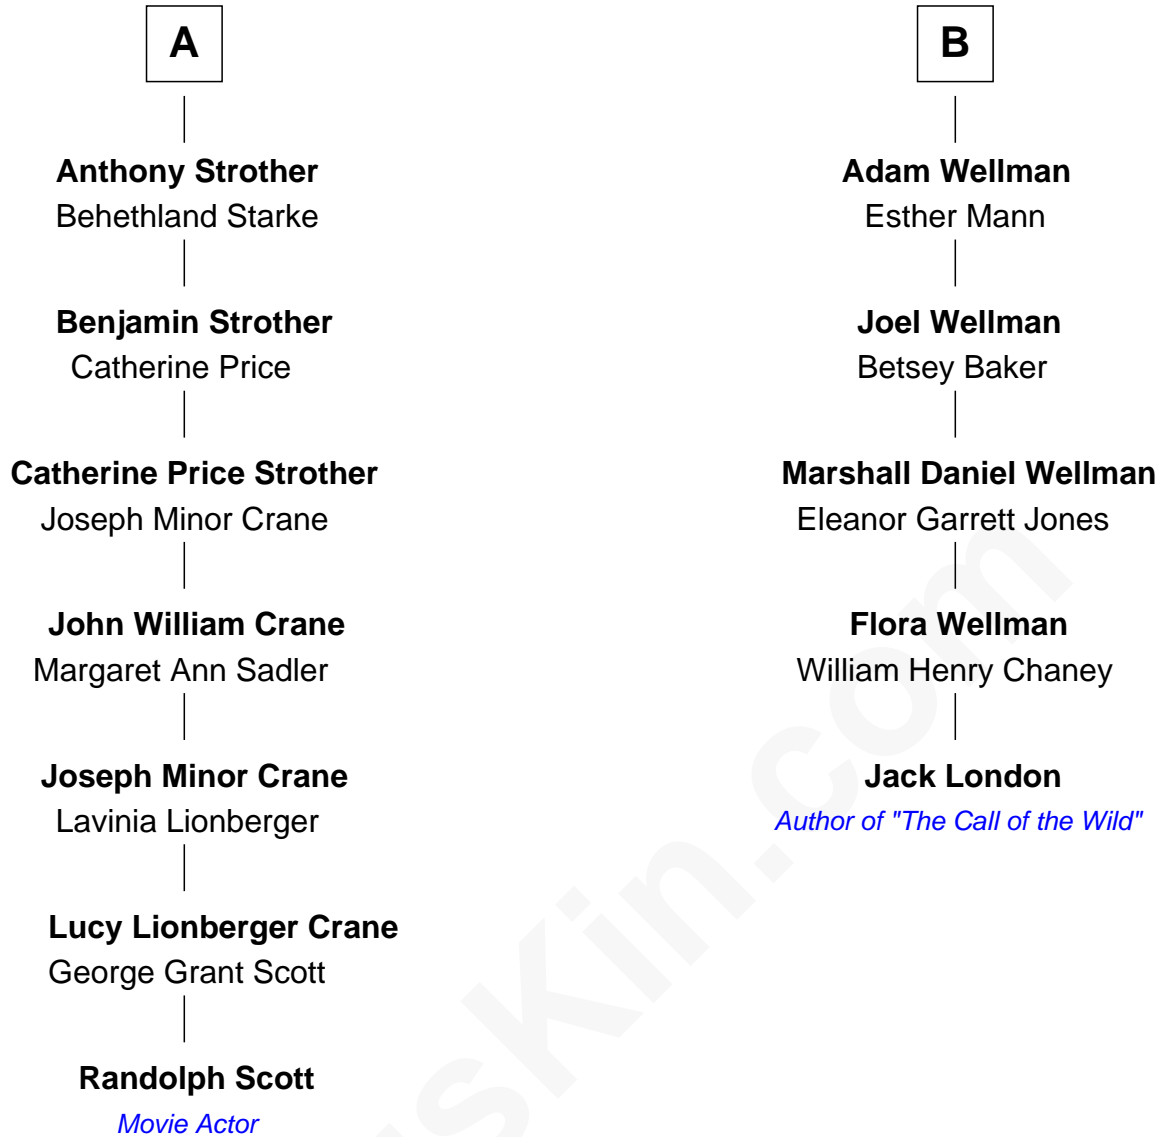 A
Anthony Strother
Behethland Starke
Benjamin Strother
Catherine Price
Catherine Price Strother
Joseph Minor Crane
John William Crane
Margaret Ann Sadler
Joseph Minor Crane
Lavinia Lionberger
Lucy Lionberger Crane
George Grant Scott
Randolph Scott
Movie Actor
B
Adam Wellman
Esther Mann
Joel Wellman
Betsey Baker
Marshall Daniel Wellman
Eleanor Garrett Jones
Flora Wellman
William Henry Chaney
Jack London
Author of "The Call of the Wild"
sKin.com